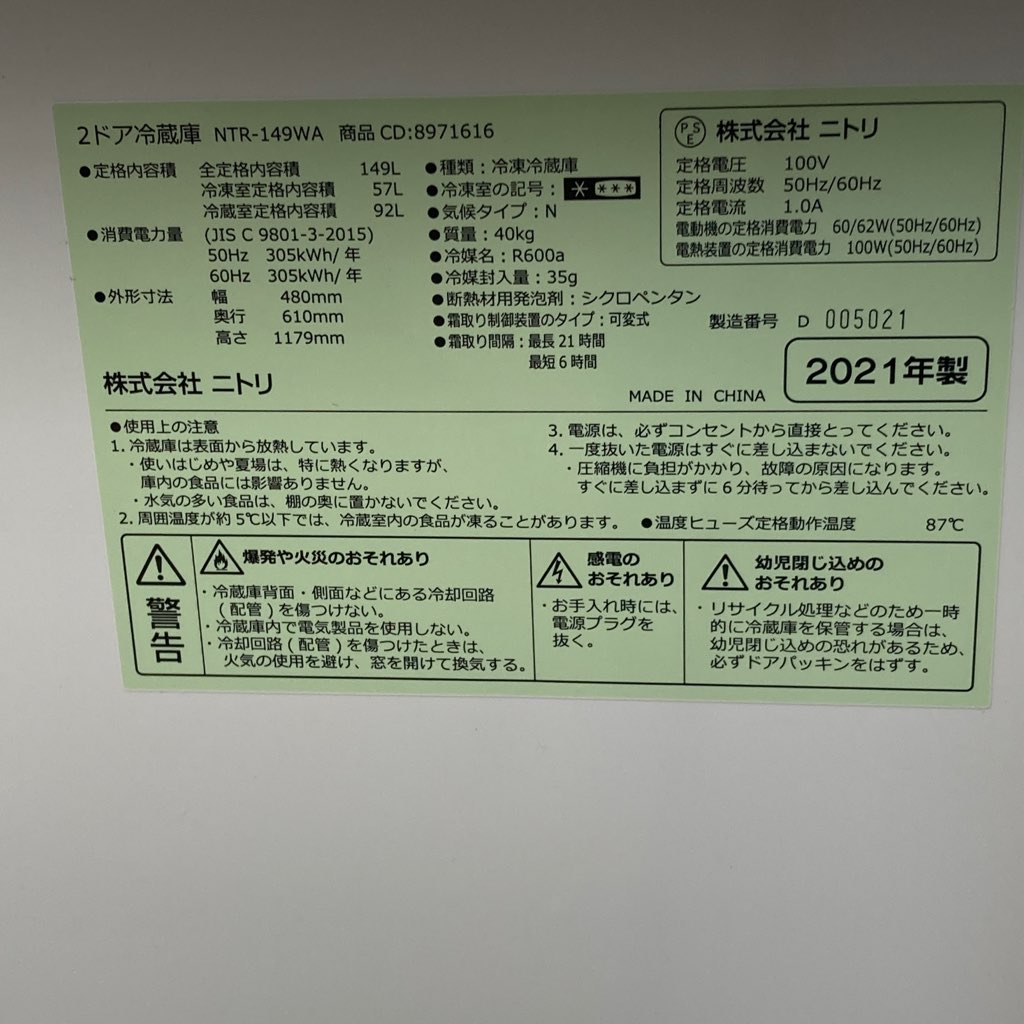 2ドア冷蔵庫 NTR-149WA 商品CD:8971616
●定格内容積 全定格内容積 149L
冷凍室定格内容積 57L
冷蔵室定格内容積 92L
●消費電力量 (JIS C 9801-3-2015)
50Hz 305kWh/年
60Hz 305kWh/年
●外形寸法 幅 480mm
奥行 610mm
高さ 1179mm
株式会社 ニトリ
●種類：冷凍冷蔵庫
●冷凍室の記号：* ***
●気候タイプ：N
●質量：40kg
●冷媒名：R600a
●冷媒封入量：35g
●断熱材用発泡剤：シクロペンタン
●霜取り制御装置のタイプ：可変式
●霜取り間隔：最長21時間
最短6時間
PSE 株式会社 ニトリ
定格電圧 100V
定格周波数 50Hz/60Hz
定格電流 1.0A
電動機の定格消費電力 60/62W(50Hz/60Hz)
電熱装置の定格消費電力 100W(50Hz/60Hz)
製造番号 D 005021
MADE IN CHINA
2021年製
●使用上の注意
1. 冷蔵庫は表面から放熱しています。
・使いはじめや夏場は、特に熱くなりますが、
庫内の食品には影響ありません。
・水気の多い食品は、棚の奥に置かないでください。
2. 周囲温度が約5℃以下では、冷蔵室内の食品が凍ることがあります。
3. 電源は、必ずコンセントから直接とってください。
4. 一度抜いた電源はすぐに差し込まないでください。
・圧縮機に負担がかかり、故障の原因になります。
すぐに差し込まずに6分待ってから差し込んでください。
●温度ヒューズ定格動作温度 87℃
警告
爆発や火災のおそれあり
・冷蔵庫背面・側面などにある冷却回路
(配管)を傷つけない。
・冷蔵庫内で電気製品を使用しない。
・冷却回路(配管)を傷つけたときは、
火気の使用を避け、窓を開けて換気する。
感電の
おそれあり
・お手入れ時には、
電源プラグを
抜く。
幼児閉じ込めの
おそれあり
・リサイクル処理などのため一時
的に冷蔵庫を保管する場合は、
幼児閉じ込めの恐れがあるため、
必ずドアパッキンをはずす。